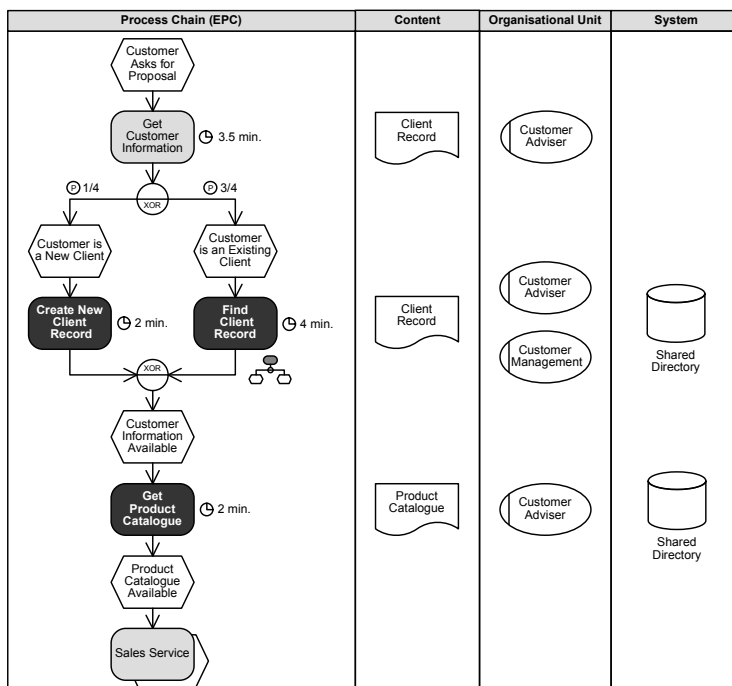 Process Chain (EPC)
Content
Organisational Unit
System
Customer
Asks for
Proposal
Get
Customer
Information
3.5 min.
Client
Record
Customer
Adviser
P 1/4
P 3/4
XOR
Customer is
a New Client
Customer
is an Existing
Client
Create New
Client
Record
2 min.
Find
Client
Record
4 min.
Client
Record
Customer
Adviser
Customer
Management
Shared
Directory
XOR
Customer
Information
Available
Get
Product
Catalogue
2 min.
Product
Catalogue
Customer
Adviser
Shared
Directory
Product
Catalogue
Available
Sales Service